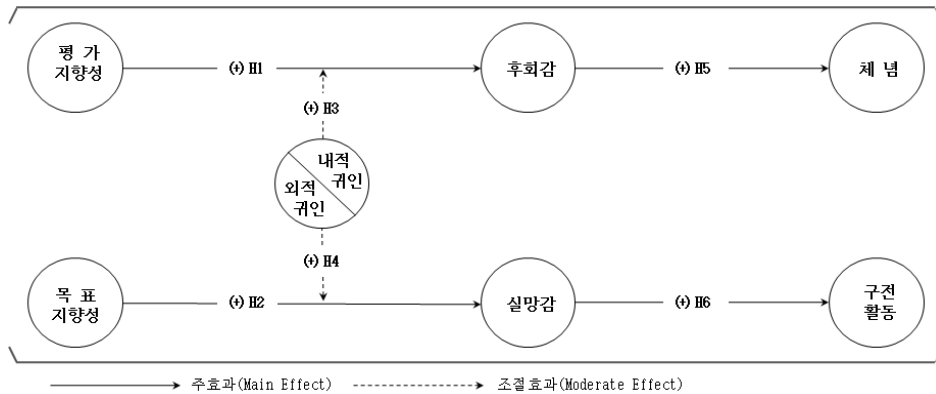 평 가
지향성
(+) H1
후회감
(+) H5
체 념
(+) H3
내적
귀인
외적
귀인
(+) H4
목 표
지향성
(+) H2
실망감
(+) H6
구전
활동
주효과(Main Effect)
조절효과(Moderate Effect)